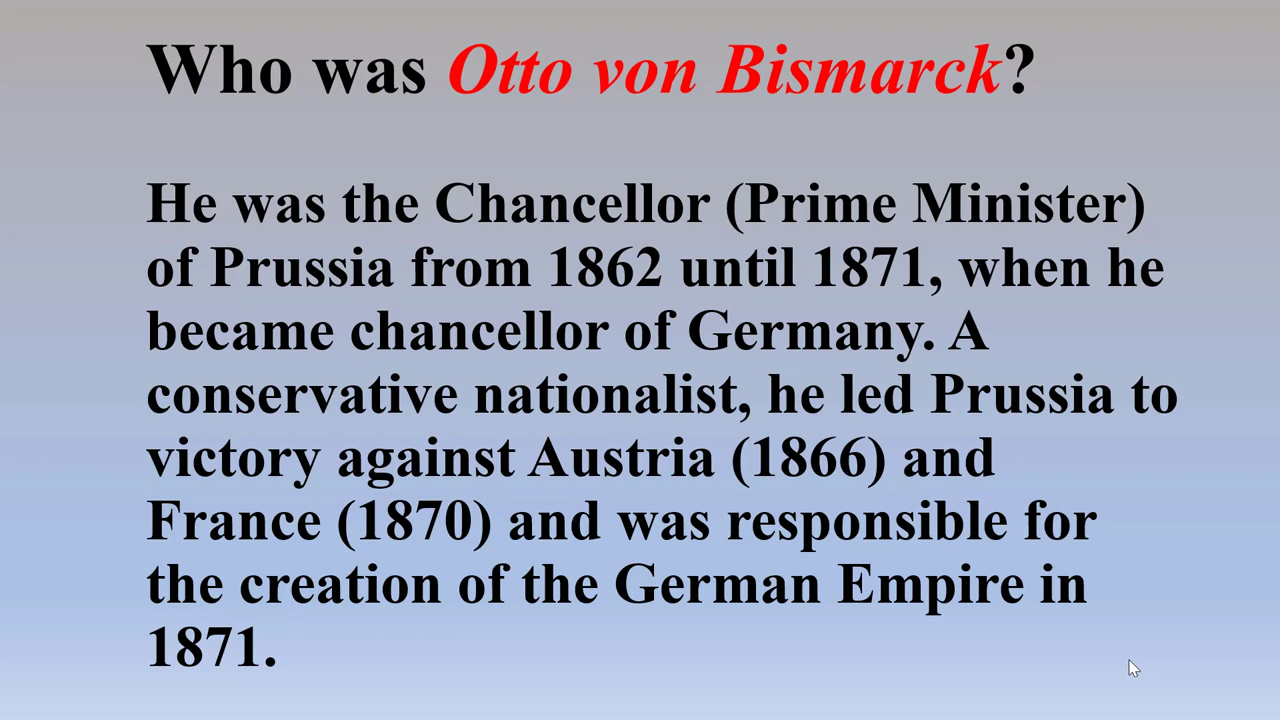 Who was Otto von Bismarck?
He was the Chancellor (Prime Minister)
of Prussia from 1862 until 1871, when he
became chancellor of Germany. A
conservative nationalist, he led Prussia to
victory against Austria (1866) and
France (1870) and was responsible for
the creation of the German Empire in
1871.